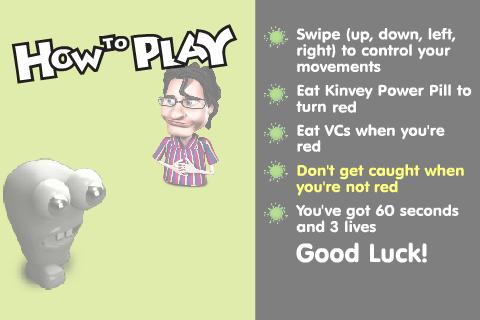 How To Play
Swipe (up, down, left,
right) to control your
movements
Eat Kinvey Power Pill to
turn red
Eat VCs when you're
red
Don't get caught when
you're not red
You've got 60 seconds
and 3 lives
Good Luck!